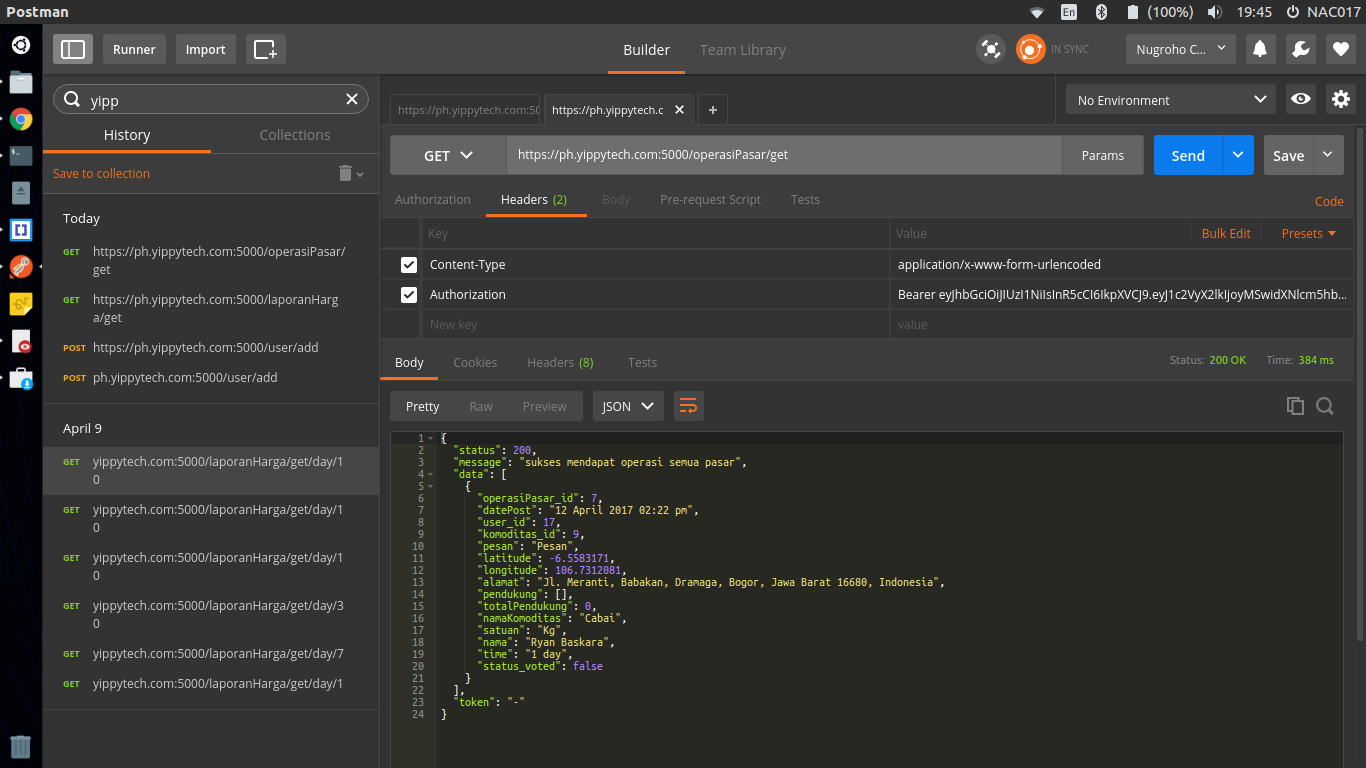 Postman
En
(100%)
19:45
NAC017
Runner
Import
Builder
Team Library
IN SYNC
Nugroho C...
yipp
History
Collections
Save to collection
Today
GET https://ph.yippytech.com:5000/operasiPasar/
get
GET https://ph.yippytech.com:5000/laporanHarg
a/get
POST https://ph.yippytech.com:5000/user/add
POST ph.yippytech.com:5000/user/add
April 9
GET yippytech.com:5000/laporanHarga/get/day/1
0
GET yippytech.com:5000/laporanHarga/get/day/1
0
GET yippytech.com:5000/laporanHarga/get/day/1
0
GET yippytech.com:5000/laporanHarga/get/day/3
0
GET yippytech.com:5000/laporanHarga/get/day/7
GET yippytech.com:5000/laporanHarga/get/day/1
https://ph.yippytech.com:50
https://ph.yippytech.c
No Environment
GET
https://ph.yippytech.com:5000/operasiPasar/get
Params
Send
Save
Authorization
Headers (2)
Body
Pre-request Script
Tests
Code
Key
Value
Bulk Edit
Presets
Content-Type
application/x-www-form-urlencoded
Authorization
Bearer eyJhbGciOiJIUzI1NiIsInR5cCI6IkpXVCJ9.eyJ1c2VyX2lkIjoyMSwidXNlcm5hb...
New key
value
Body
Cookies
Headers (8)
Tests
Status: 200 OK
Time: 384 ms
Pretty
Raw
Preview
JSON
1 {
2 "status": 200,
3 "message": "sukses mendapat operasi semua pasar",
4 "data": [
5 {
6 "operasiPasar_id": 7,
7 "datePost": "12 April 2017 02:22 pm",
8 "user_id": 17,
9 "komoditas_id": 9,
10 "pesan": "Pesan",
11 "latitude": -6.5583171,
12 "longitude": 106.7312081,
13 "alamat": "Jl. Meranti, Babakan, Dramaga, Bogor, Jawa Barat 16680, Indonesia",
14 "pendukung": [],
15 "totalPendukung": 0,
16 "namaKomoditas": "Cabai",
17 "satuan": "Kg",
18 "nama": "Ryan Baskara",
19 "time": "1 day",
20 "status_voted": false
21 }
22 ],
23 "token": "-"
24 }